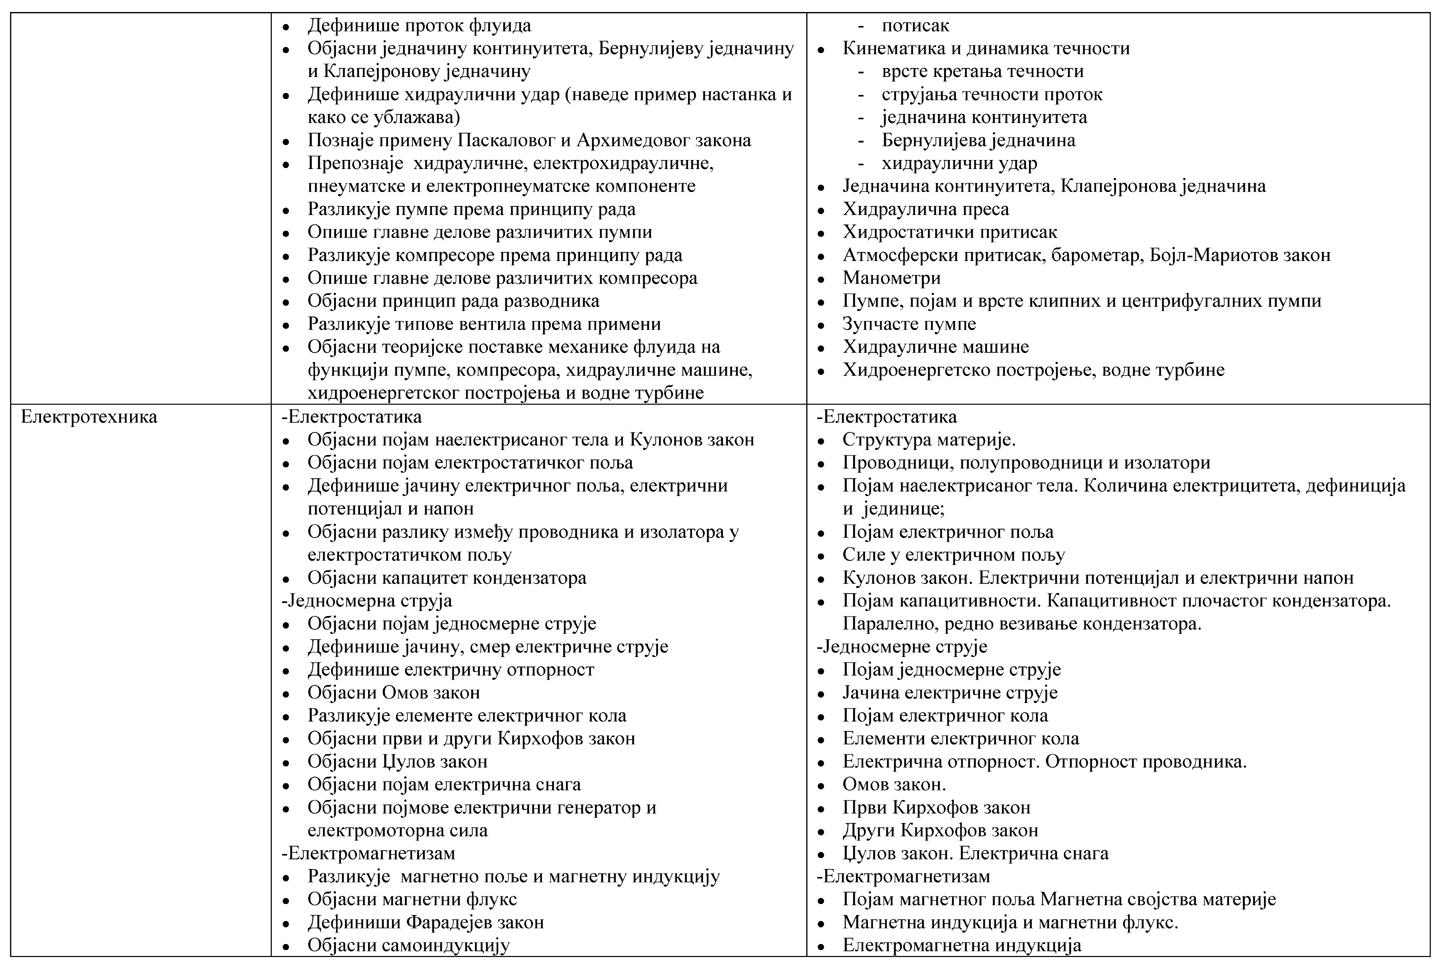 • Дефинише проток флуида
• Објасни једначину континуитета, Бернулијеву једначину
и Клапејронову једначину
• Дефинише хидраулични удар (наведе пример настанка и
како се ублажава)
• Познаје примену Паскаловог и Архимедовог закона
• Препознаје хидрауличне, електрохидрауличне,
пнеуматске и електропнеуматске компоненте
• Разликује пумпе према принципу рада
• Опише главне делове различитих пумпи
• Разликује компресоре према принципу рада
• Опише главне делове различитих компресора
• Објасни принцип рада разводника
• Разликује типове вентила према примени
• Објасни теоријске поставке механике флуида на
функцији пумпе, компресора, хидрауличне машине,
хидроенергетског постројења и водне турбине
- потисак
• Кинематика и динамика течности
- врсте кретања течности
- струјања течности проток
- једначина континуитета
- Бернулијева једначина
- хидраулични удар
• Једначина континуитета, Клапејронова једначина
• Хидраулична преса
• Хидростатички притисак
• Атмосферски притисак, барометар, Бојл-Мариотов закон
• Манометри
• Пумпе, појам и врсте клипних и центрифугалних пумпи
• Зупчасте пумпе
• Хидрауличне машине
• Хидроенергетско постројење, водне турбине
Електротехника
-Електростатика
• Објасни појам наелектрисаног тела и Кулонов закон
• Објасни појам електростатичког поља
• Дефинише јачину електричног поља, електрични
потенцијал и напон
• Објасни разлику између проводника и изолатора у
електростатичком пољу
• Објасни капацитет кондензатора
-Једносмерна струја
• Објасни појам једносмерне струје
• Дефинише јачину, смер електричне струје
• Дефинише електричну отпорност
• Објасни Омов закон
• Разликује елементе електричног кола
• Објасни први и други Кирхофов закон
• Објасни Џулов закон
• Објасни појам електрична снага
• Објасни појмове електрични генератор и
електромоторна сила
-Електромагнетизам
• Разликује магнетно поље и магнетну индукцију
• Објасни магнетни флукс
• Дефиниши Фарадејев закон
• Објасни самоиндукцију
-Електростатика
• Структура материје.
• Проводници, полупроводници и изолатори
• Појам наелектрисаног тела. Количина електрицитета, дефиниција
и јединице;
• Појам електричног поља
• Силе у електричном пољу
• Кулонов закон. Електрични потенцијал и електрични напон
• Појам капацитивности. Капацитивност плочастог кондензатора.
Паралелно, редно везивање кондензатора.
-Једносмерне струје
• Појам једносмерне струје
• Јачина електричне струје
• Појам електричног кола
• Елементи електричног кола
• Електрична отпорност. Отпорност проводника.
• Омов закон.
• Први Кирхофов закон
• Други Кирхофов закон
• Џулов закон. Електрична снага
-Електромагнетизам
• Појам магнетног поља Магнетна својства материје
• Магнетна индукција и магнетни флукс.
• Електромагнетна индукција